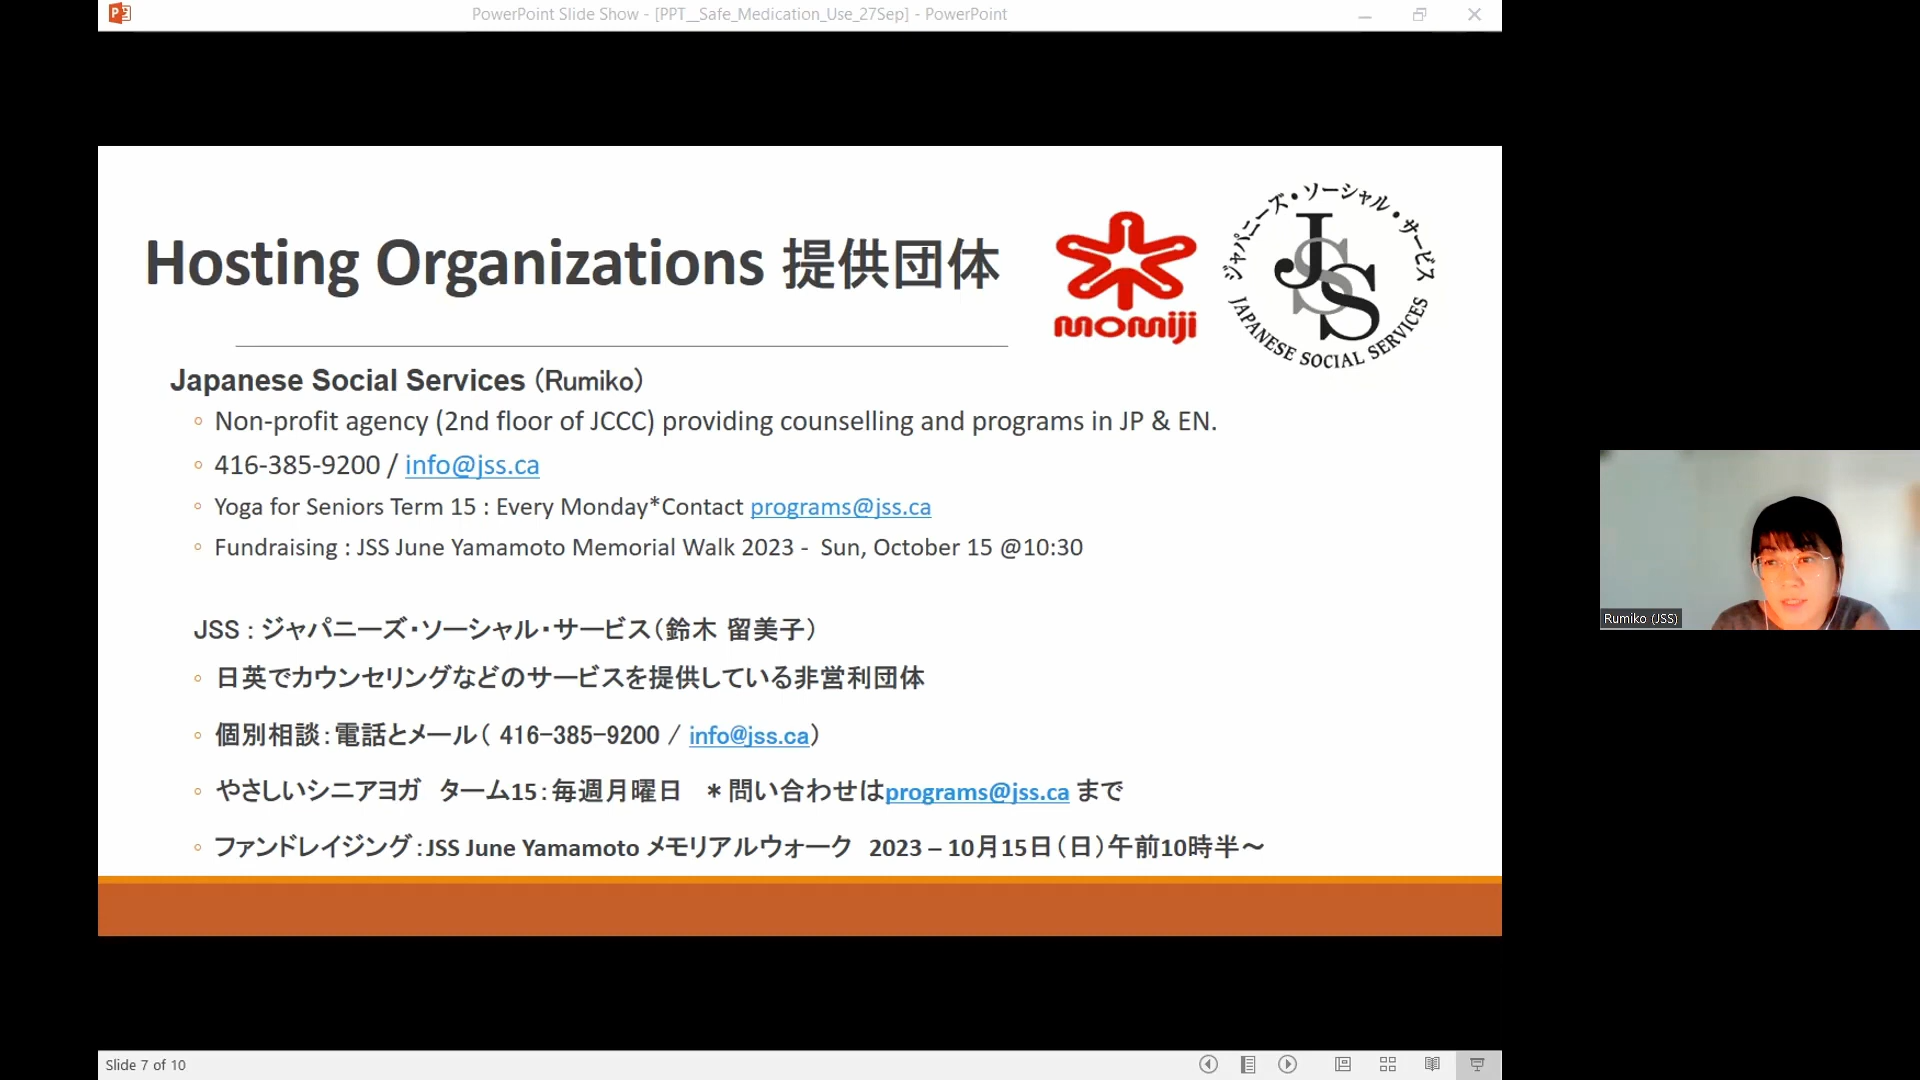 PowerPoint Slide Show - [PPT__Safe_Medication_Use_27Sep] - PowerPoint
Hosting Organizations 提供団体
momiji
ジャパニーズ・ソーシャル・サービス
JSS
JAPANESE SOCIAL SERVICES
Japanese Social Services (Rumiko)
Non-profit agency (2nd floor of JCCC) providing counselling and programs in JP & EN.
416-385-9200 / info@jss.ca
Yoga for Seniors Term 15 : Every Monday*Contact programs@jss.ca
Fundraising : JSS June Yamamoto Memorial Walk 2023 - Sun, October 15 @10:30
JSS : ジャパニーズ・ソーシャル・サービス（鈴木 留美子）
日英でカウンセリングなどのサービスを提供している非営利団体
個別相談：電話とメール（ 416-385-9200 / info@jss.ca）
やさしいシニアヨガ　ターム15：毎週月曜日　＊問い合わせはprograms@jss.ca まで
ファンドレイジング：JSS June Yamamoto メモリアルウォーク　2023 – 10月15日（日）午前10時半～
Rumiko (JSS)
Slide 7 of 10